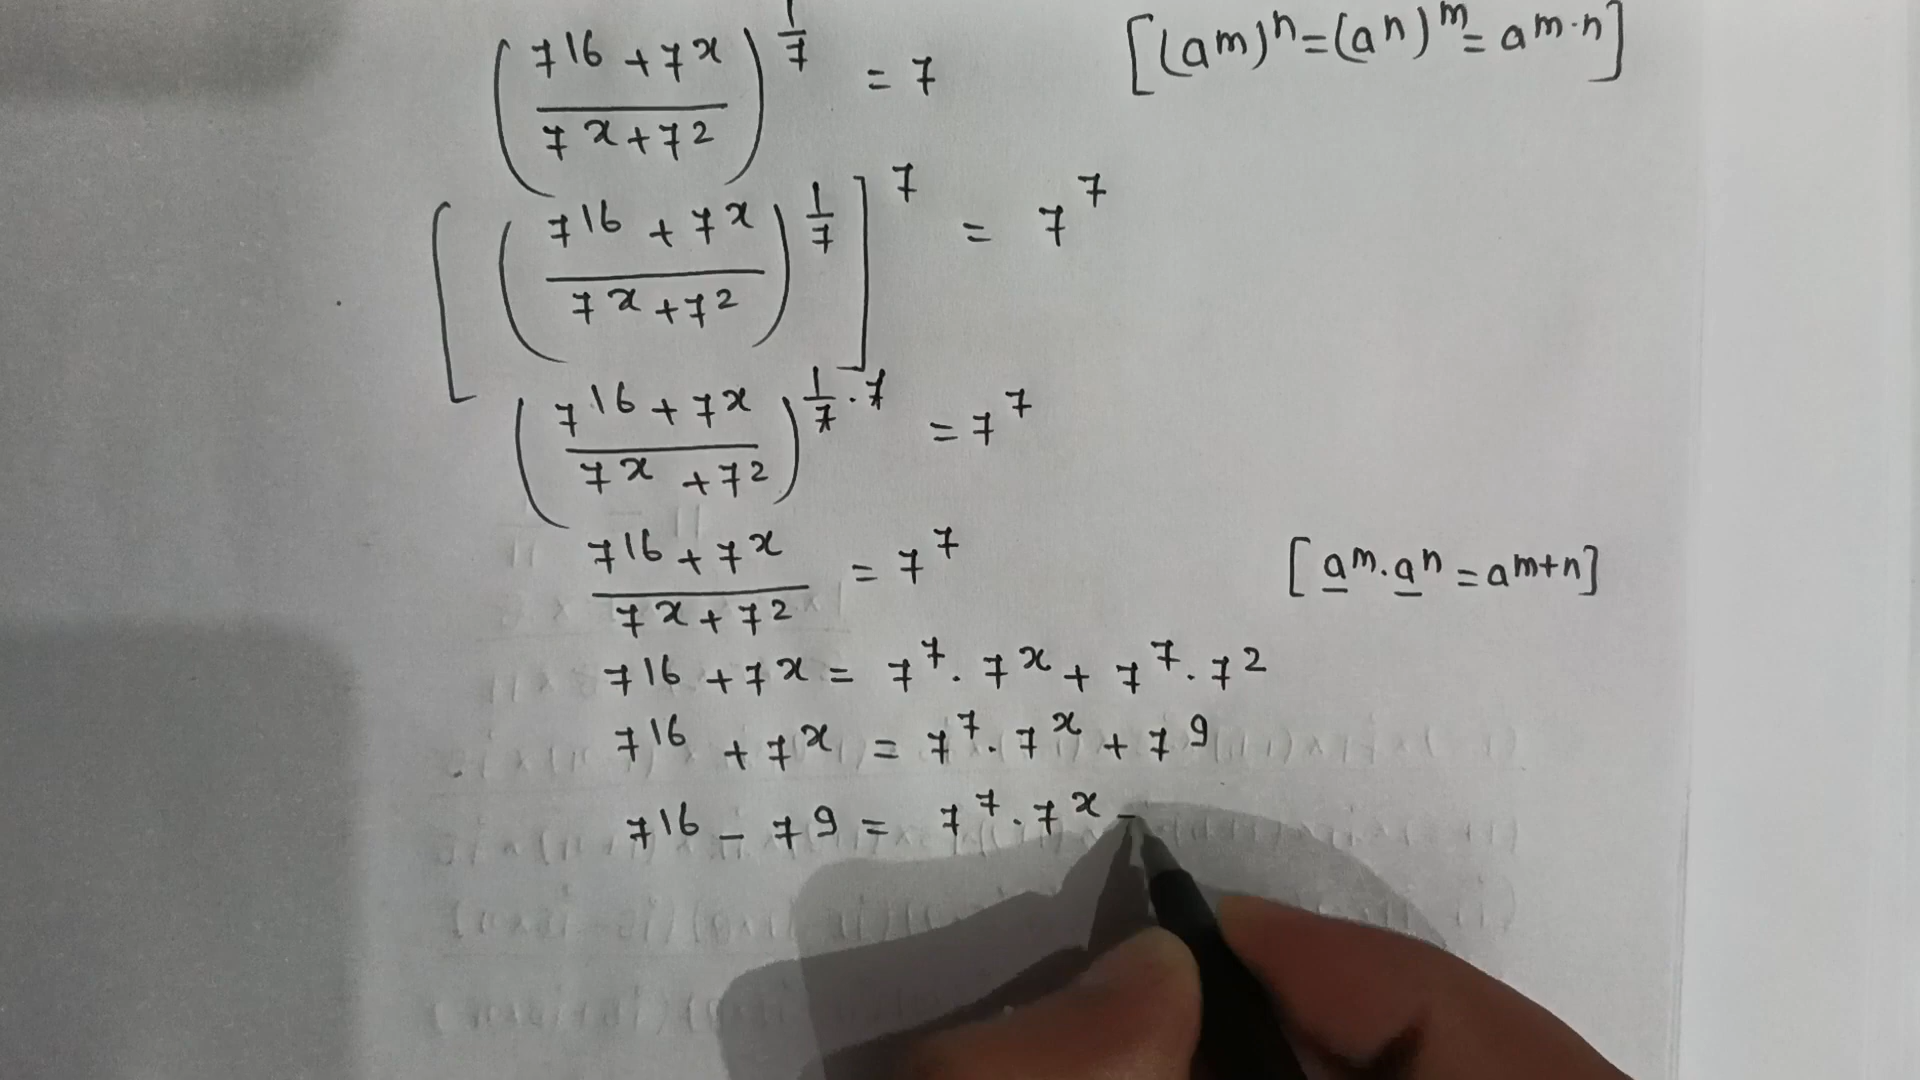 (7^16 + 7^x / 7^x + 7^2)^1/7 = 7 [(a^m)^n = (a^n)^m = a^m·n]
[(7^16 + 7^x / 7^x + 7^2)^1/7]^7 = 7^7
(7^16 + 7^x / 7^x + 7^2)^1/7 · 7 = 7^7
7^16 + 7^x / 7^x + 7^2 = 7^7 [a^m · a^n = a^m+n]
7^16 + 7^x = 7^7 · 7^x + 7^7 · 7^2
7^16 + 7^x = 7^7 · 7^x + 7^9
7^16 - 7^9 = 7^7 · 7^x -